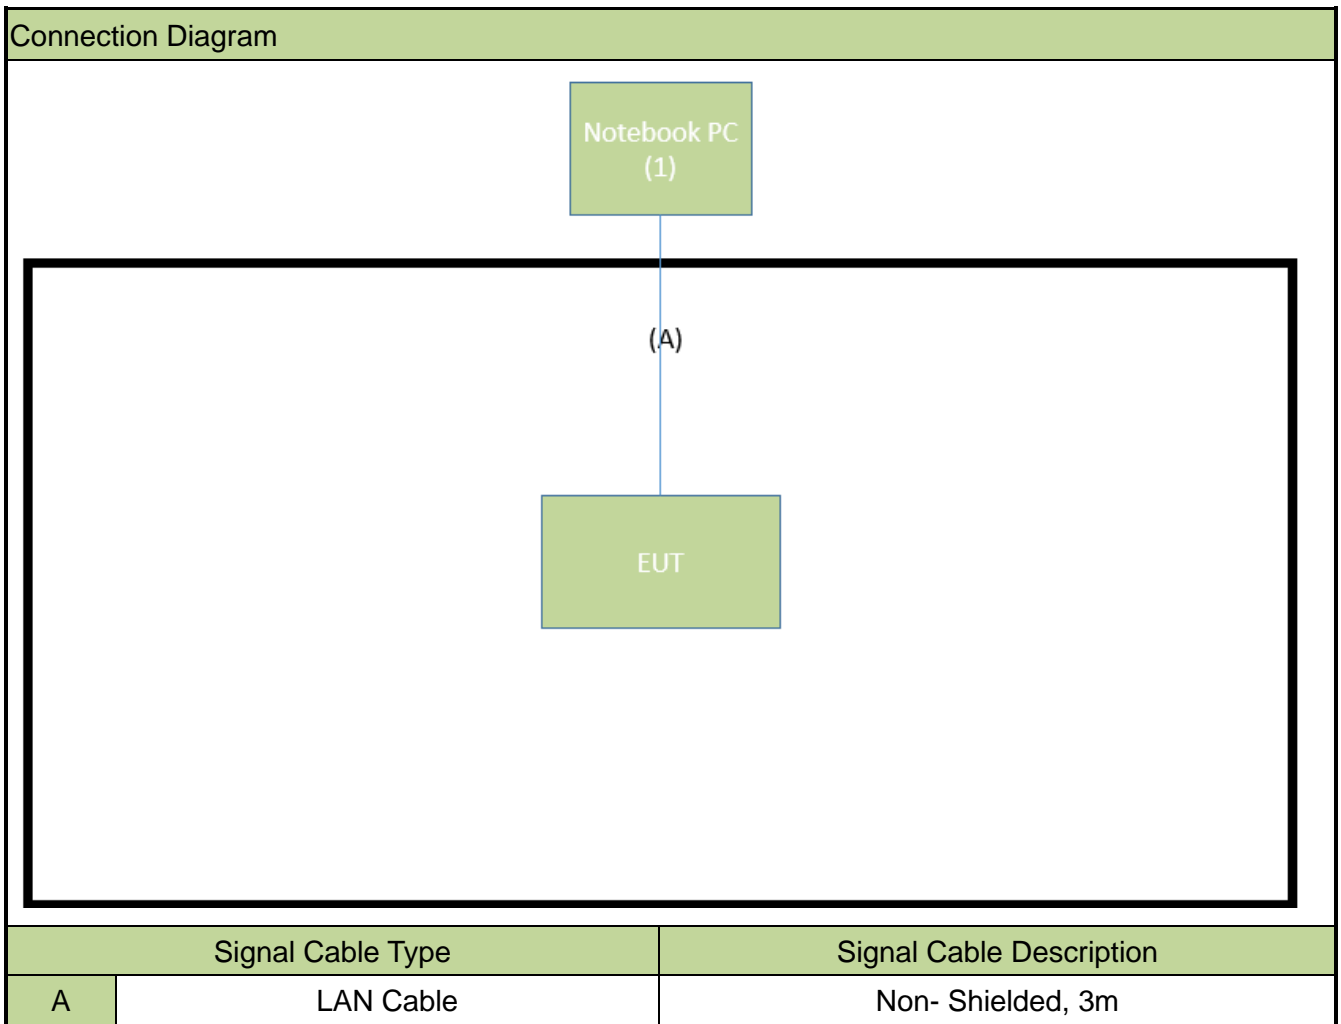 Connection Diagram
Notebook PC
(1)
(A)
EUT
Signal Cable Type Signal Cable Description
A LAN Cable Non- Shielded, 3m